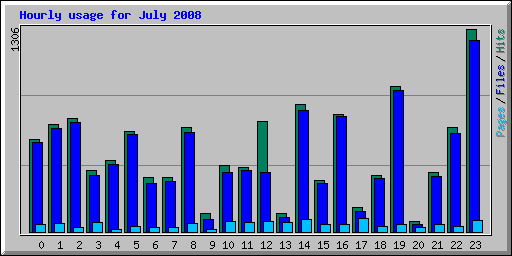 Hourly usage for July 2008
1306
Pages/Files/Hits
0 1 2 3 4 5 6 7 8 9 10 11 12 13 14 15 16 17 18 19 20 21 22 23